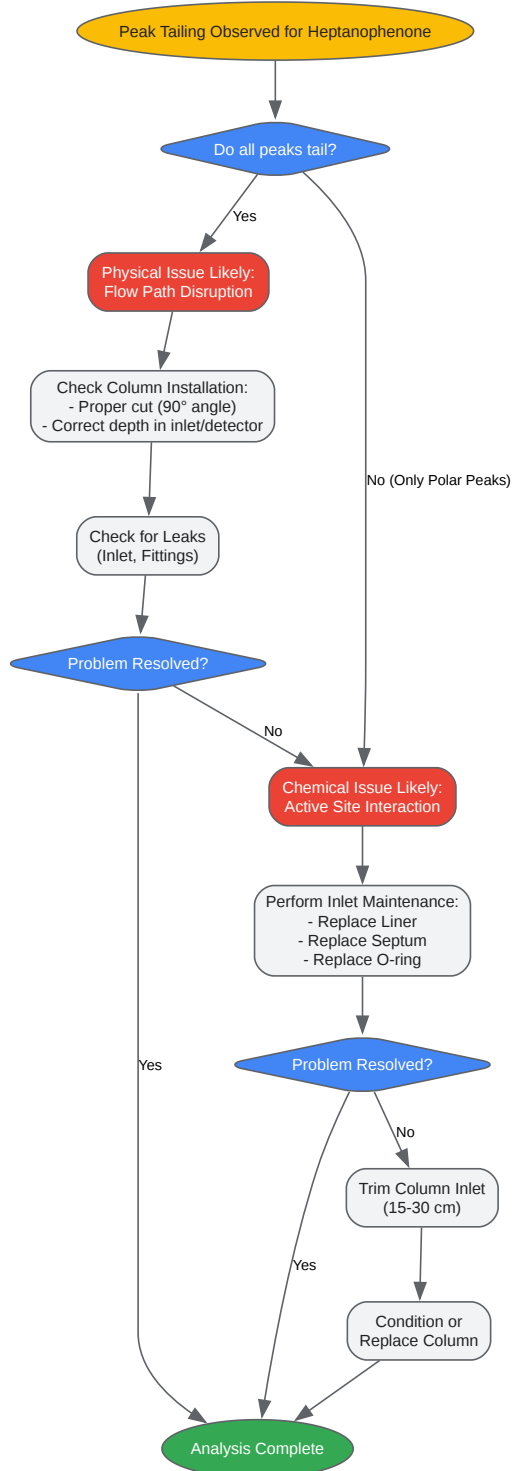 Peak Tailing Observed for Heptanophenone
Do all peaks tail?
Yes
Physical Issue Likely:
Flow Path Disruption
Check Column Installation:
- Proper cut (90° angle)
- Correct depth in inlet/detector
No (Only Polar Peaks)
Check for Leaks
(Inlet, Fittings)
Problem Resolved?
No
Chemical Issue Likely:
Active Site Interaction
Perform Inlet Maintenance:
- Replace Liner
- Replace Septum
- Replace O-ring
Problem Resolved?
Yes
No
Trim Column Inlet
(15-30 cm)
Yes
Condition or
Replace Column
Analysis Complete